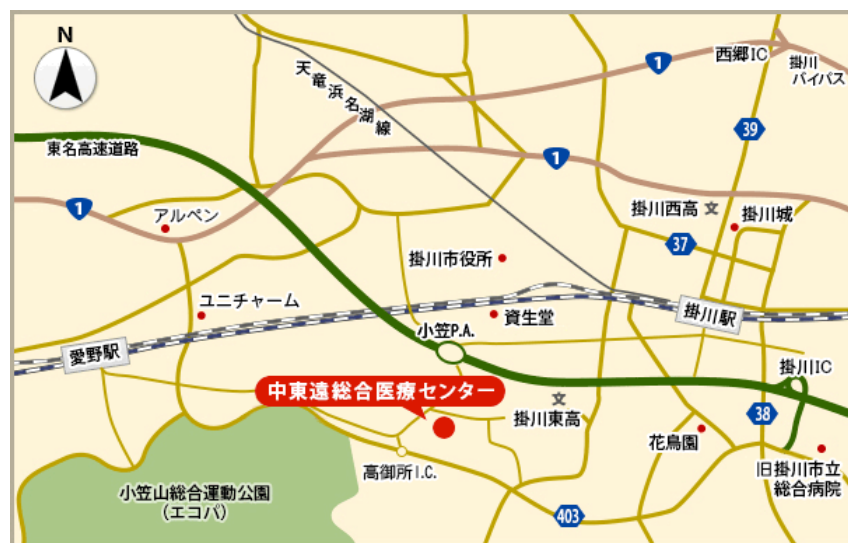 N
西郷IC
掛川
バイパス
1
天竜浜名湖線
39
東名高速道路
1
1
アルペン
掛川西高
文
掛川城
37
掛川市役所
ユニチャーム
資生堂
掛川駅
小笠P.A.
愛野駅
掛川IC
中東遠総合医療センター
文
掛川東高
38
花鳥園
高御所I.C.
旧掛川市立
総合病院
小笠山総合運動公園
(エコパ)
403